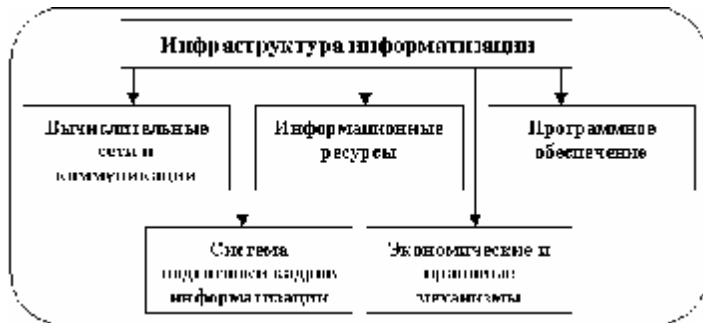 Инфраструктура информатизации
Вычислительные
сети и
коммуникации
Информационные
ресурсы
Программное
обеспечение
Система
подготовки кадров
информатизации
Экономические и
правовые
механизмы